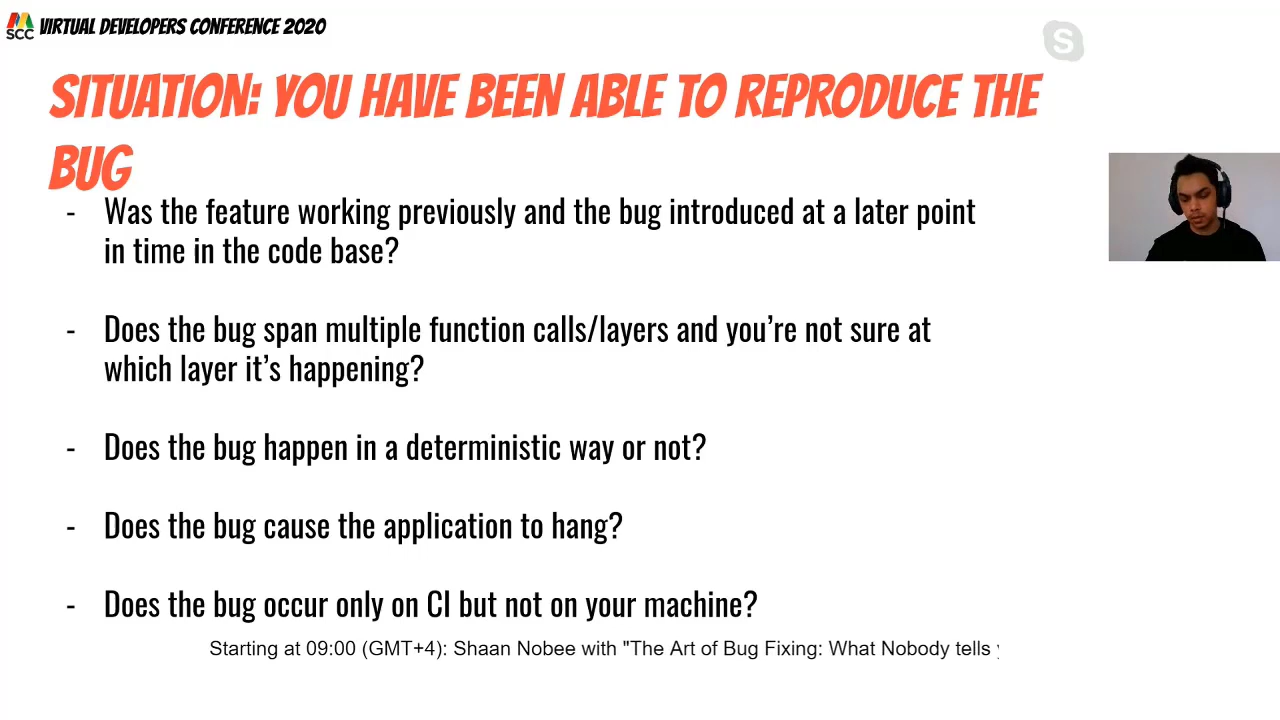 SCC
VIRTUAL DEVELOPERS CONFERENCE 2020
S
SITUATION: YOU HAVE BEEN ABLE TO REPRODUCE THE
BUG
- Was the feature working previously and the bug introduced at a later point
in time in the code base?
- Does the bug span multiple function calls/layers and you’re not sure at
which layer it’s happening?
- Does the bug happen in a deterministic way or not?
- Does the bug cause the application to hang?
- Does the bug occur only on CI but not on your machine?
Starting at 09:00 (GMT+4): Shaan Nobee with "The Art of Bug Fixing: What Nobody tells